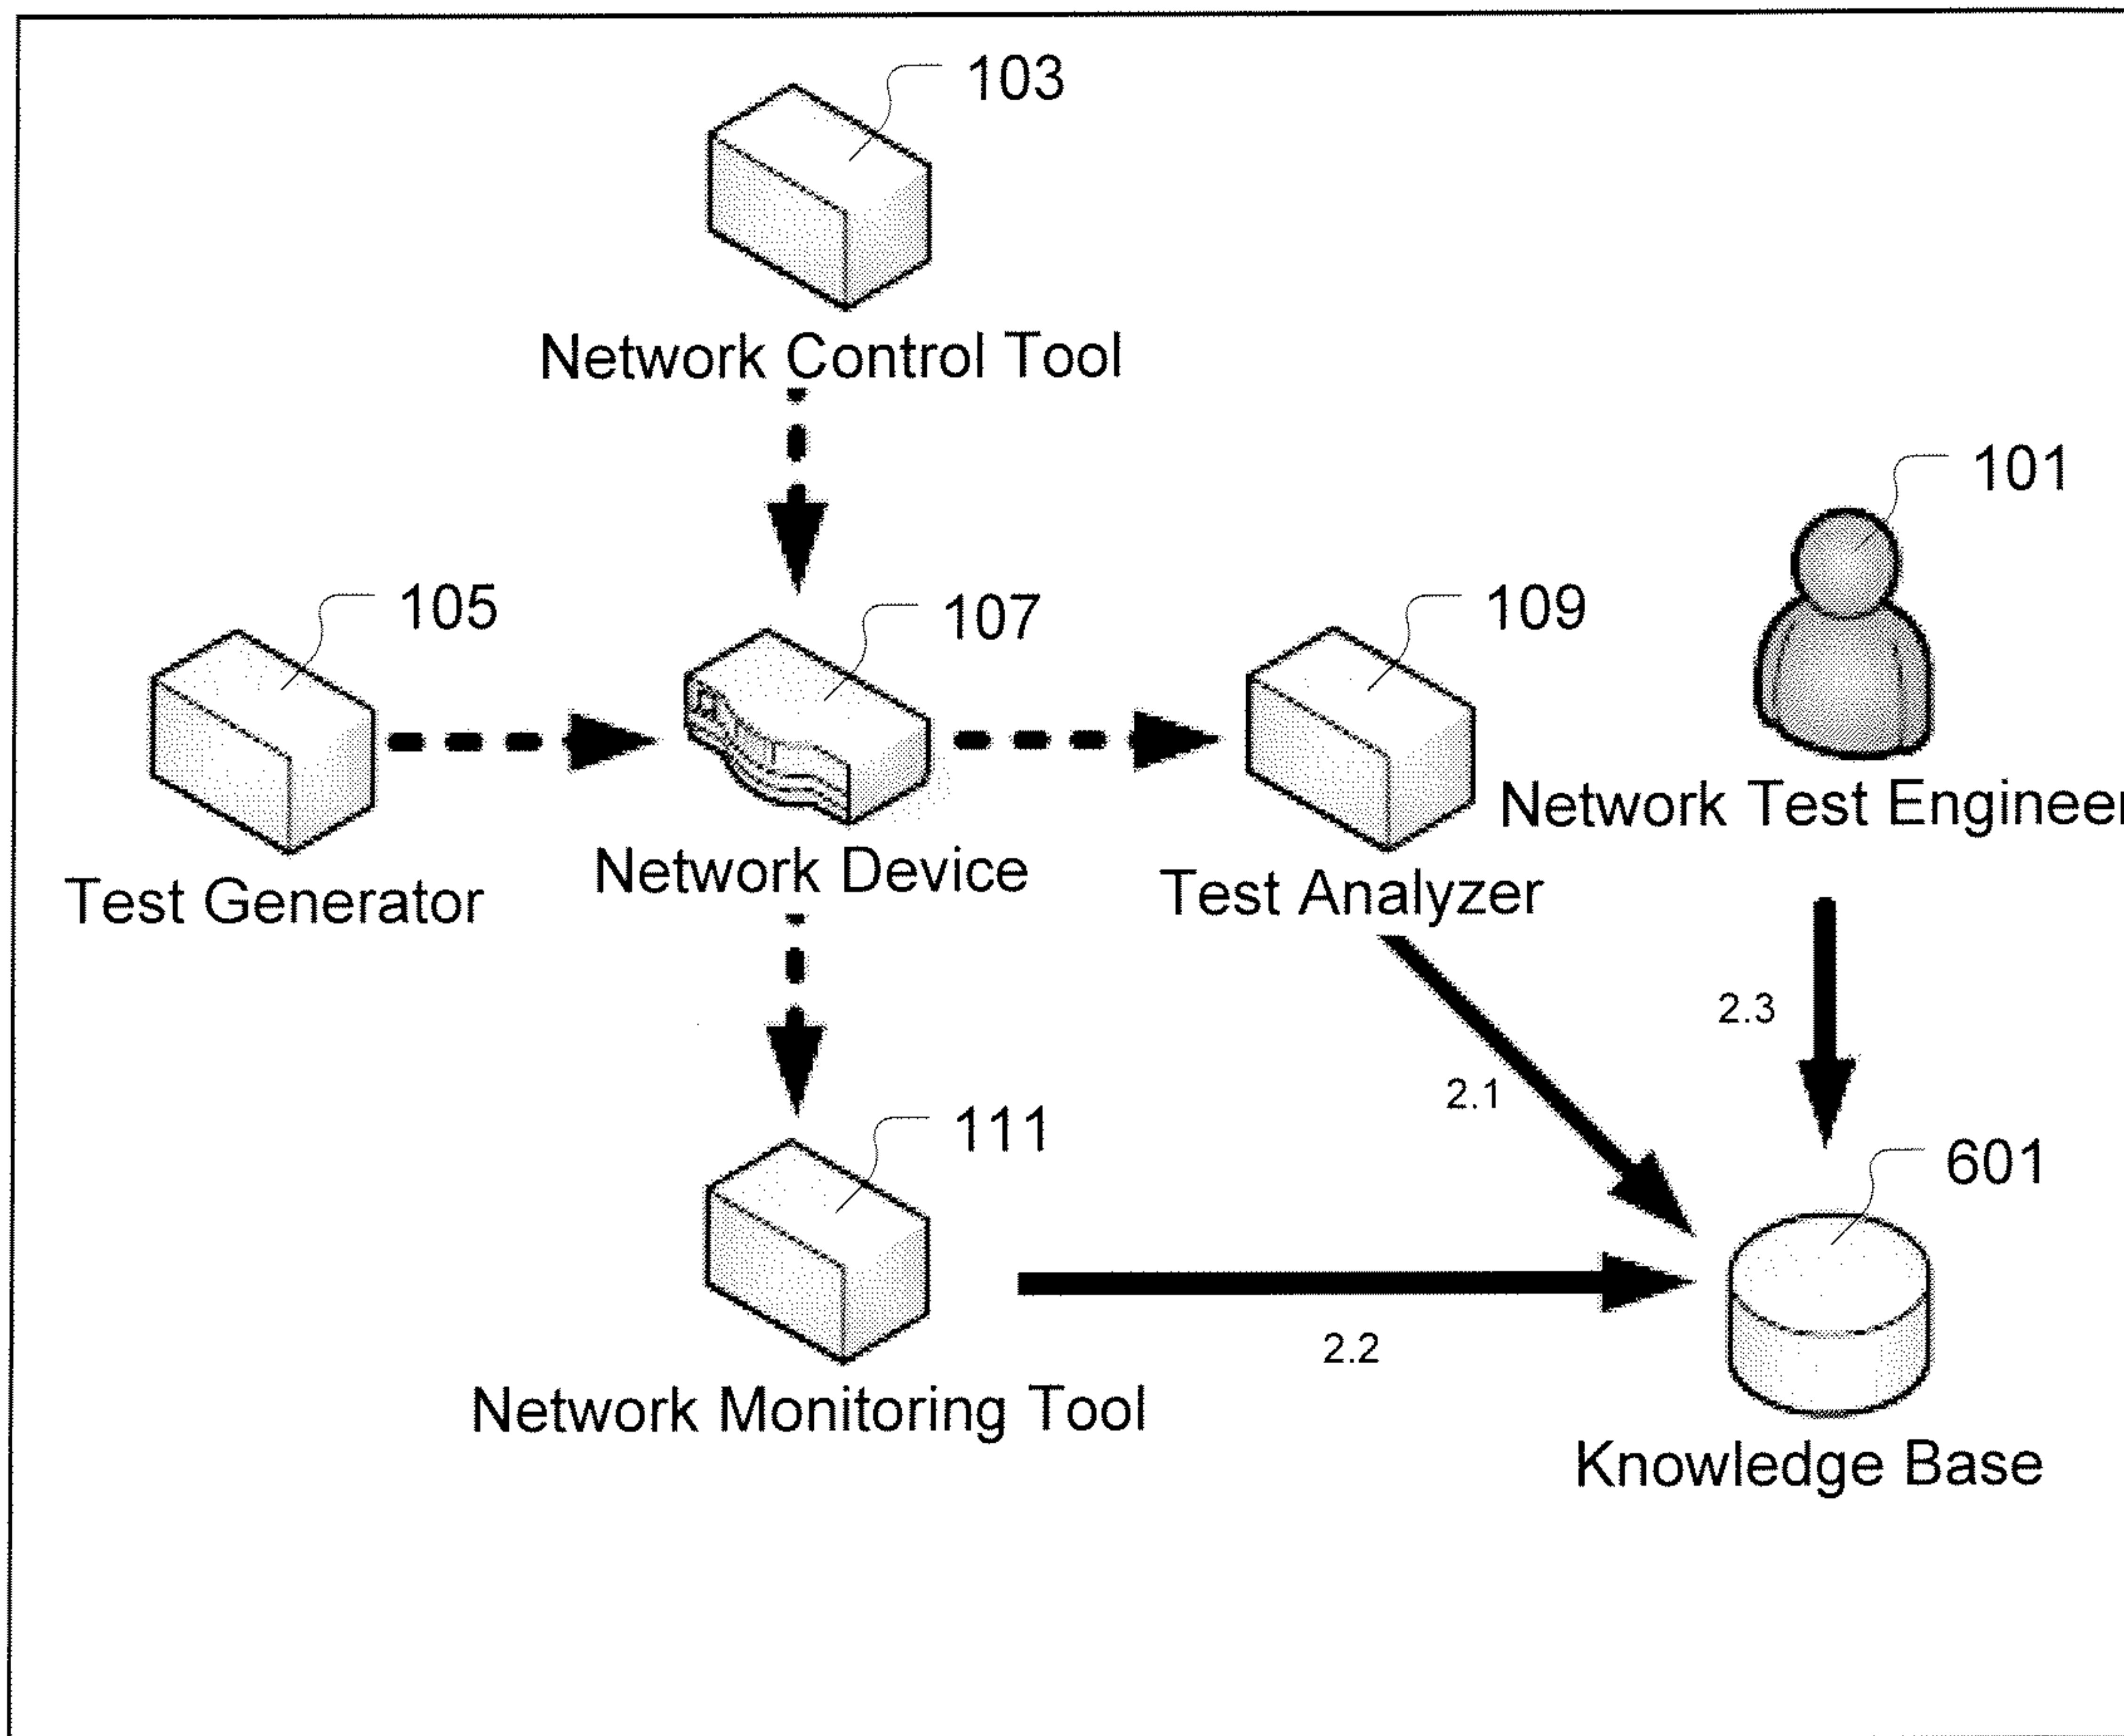 103
Network Control Tool
101
105
107
109
Network Test Engineer
Network Device
Test Generator
Test Analyzer
2.3
2.1
111
601
2.2
Network Monitoring Tool
Knowledge Base